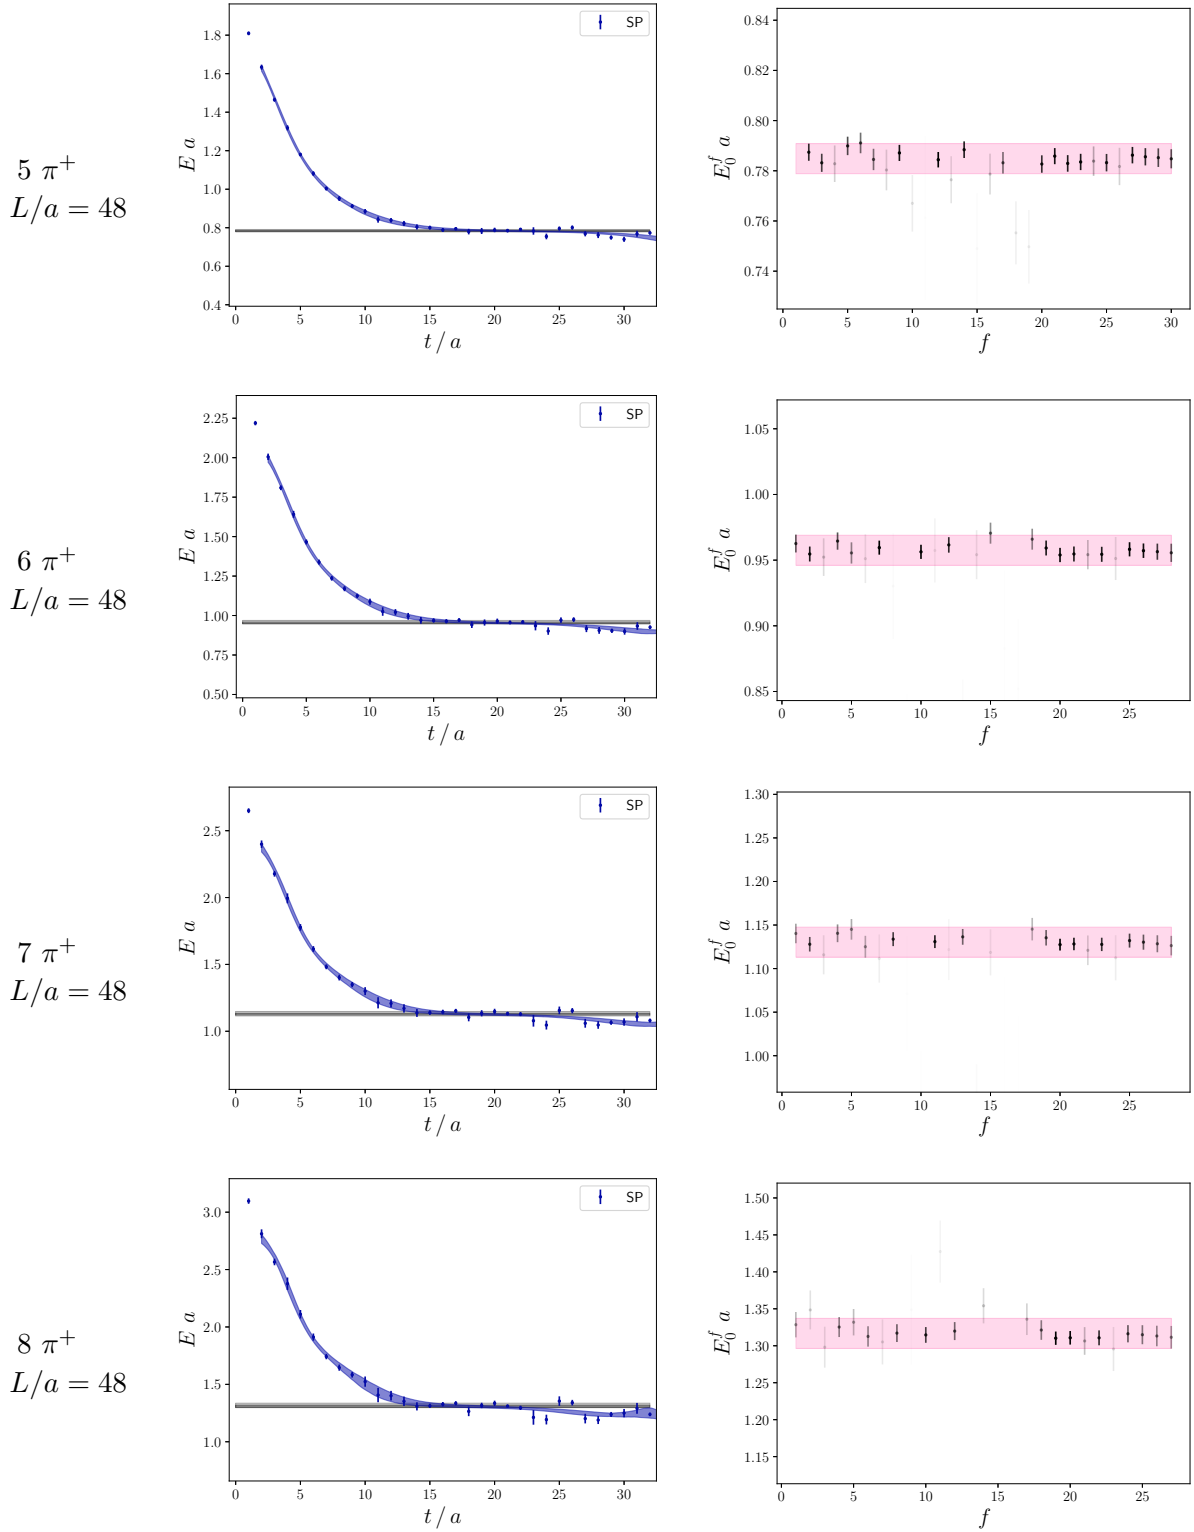 5 π⁺
L/a = 48
E a
1.8
1.6
1.4
1.2
1.0
0.8
0.6
0.4
SP
0 5 10 15 20 25 30
t / a
E₀ᶠ a
0.84
0.82
0.80
0.78
0.76
0.74
0 5 10 15 20 25 30
f
6 π⁺
L/a = 48
E a
2.25
2.00
1.75
1.50
1.25
1.00
0.75
0.50
SP
0 5 10 15 20 25 30
t / a
E₀ᶠ a
1.05
1.00
0.95
0.90
0.85
0 5 10 15 20 25
f
7 π⁺
L/a = 48
E a
2.5
2.0
1.5
1.0
SP
0 5 10 15 20 25 30
t / a
E₀ᶠ a
1.30
1.25
1.20
1.15
1.10
1.05
1.00
0 5 10 15 20 25
f
8 π⁺
L/a = 48
E a
3.0
2.5
2.0
1.5
1.0
SP
0 5 10 15 20 25 30
t / a
E₀ᶠ a
1.50
1.45
1.40
1.35
1.30
1.25
1.20
1.15
0 5 10 15 20 25
f